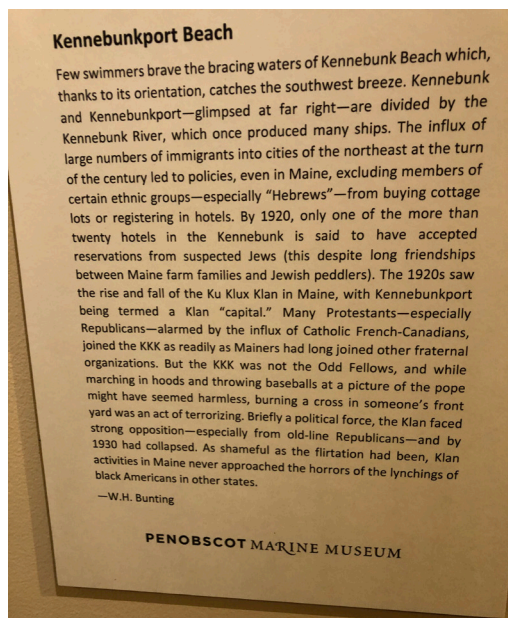 Kennebunkport Beach
Few swimmers brave the bracing waters of Kennebunk Beach which,
thanks to its orientation, catches the southwest breeze. Kennebunk
and Kennebunkport—glimpsed at far right—are divided by the
Kennebunk River, which once produced many ships. The influx of
large numbers of immigrants into cities of the northeast at the turn
of the century led to policies, even in Maine, excluding members of
certain ethnic groups—especially “Hebrews”—from buying cottage
lots or registering in hotels. By 1920, only one of the more than
twenty hotels in the Kennebunk is said to have accepted
reservations from suspected Jews (this despite long friendships
between Maine farm families and Jewish peddlers). The 1920s saw
the rise and fall of the Ku Klux Klan in Maine, with Kennebunkport
being termed a Klan “capital.” Many Protestants—especially
Republicans—alarmed by the influx of Catholic French-Canadians,
joined the KKK as readily as Mainers had long joined other fraternal
organizations. But the KKK was not the Odd Fellows, and while
marching in hoods and throwing baseballs at a picture of the pope
might have seemed harmless, burning a cross in someone’s front
yard was an act of terrorizing. Briefly a political force, the Klan faced
strong opposition—especially from old-line Republicans—and by
1930 had collapsed. As shameful as the flirtation had been, Klan
activities in Maine never approached the horrors of the lynchings of
black Americans in other states.
—W.H. Bunting
PENOBSCOT MARINE MUSEUM